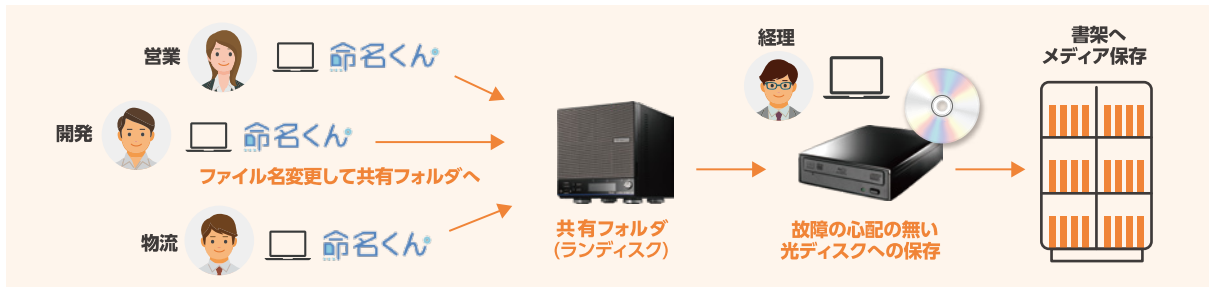 営業
命名くん
開発
命名くん
ファイル名変更して共有フォルダへ
物流
命名くん
共有フォルダ
(ランディスク)
経理
故障の心配の無い
光ディスクへの保存
書架へ
メディア保存